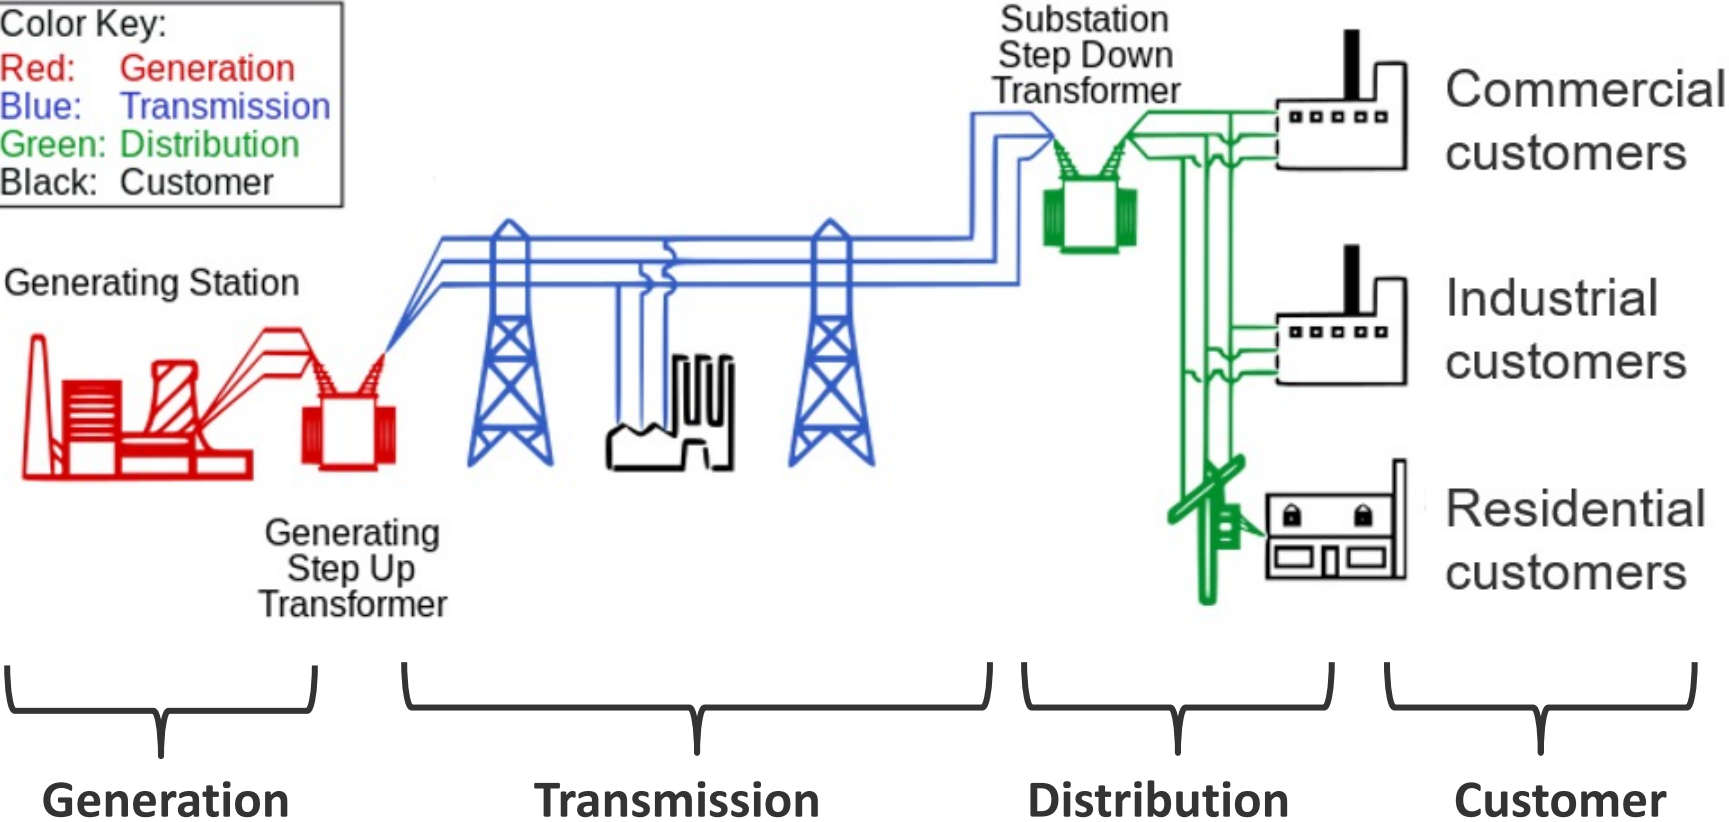 Color Key:
Red: Generation
Blue: Transmission
Green: Distribution
Black: Customer
Substation
Step Down
Transformer
Commercial
customers
Generating Station
Industrial
customers
Residential
customers
Generating
Step Up
Transformer
Generation
Transmission
Distribution
Customer